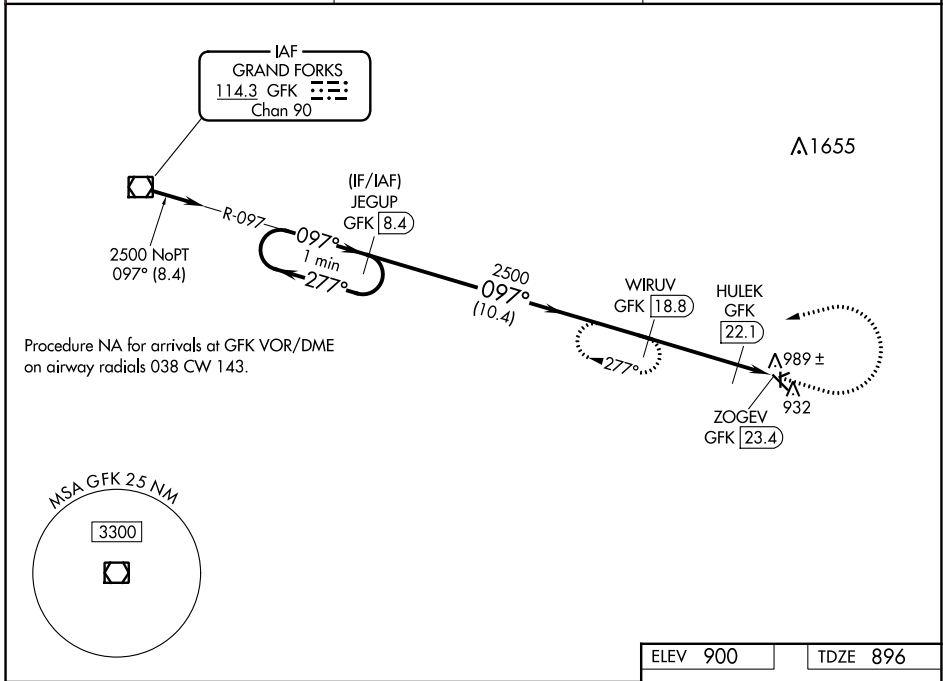 IAF
GRAND FORKS
114.3 GFK
Chan 90
1655
(IF/IAF)
JEGUP
GFK 8.4
R-097
097°
1 min
277°
2500 NoPT
097° (8.4)
2500
097°
(10.4)
WIRUV
GFK 18.8
HULEK
GFK
22.1
277°
989 ±
932
ZOGEV
GFK 23.4
Procedure NA for arrivals at GFK VOR/DME
on airway radials 038 CW 143.
MSA GFK 25 NM
3300
ELEV 900
TDZE 896